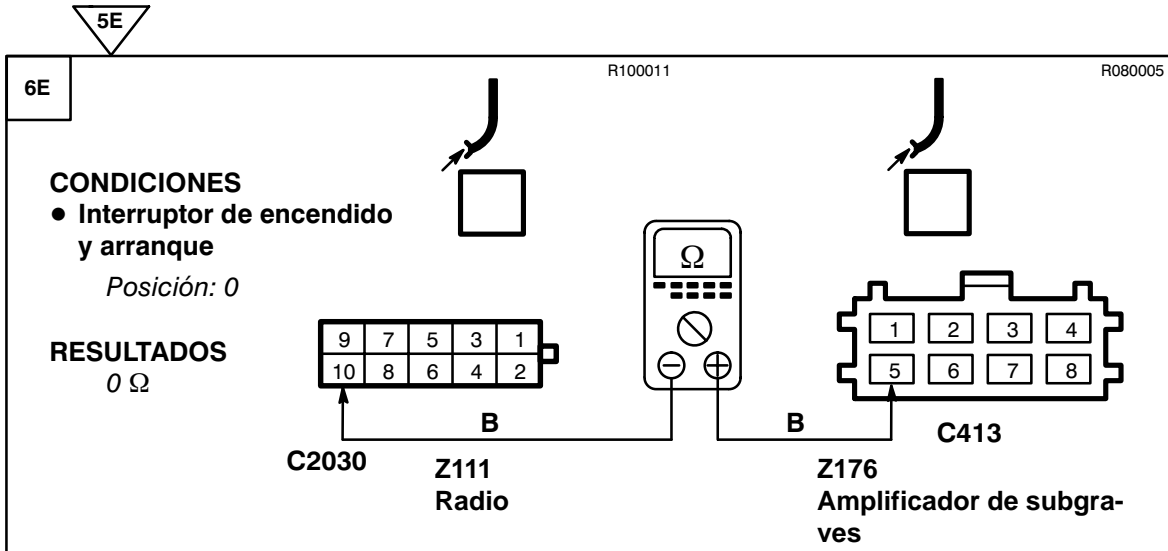 5E
6E
R100011
R080005
CONDICIONES
● Interruptor de encendido
y arranque
Posición: 0
RESULTADOS
0 Ω
Ω
9 7 5 3 1
10 8 6 4 2
1 2 3 4
5 6 7 8
B
B
C2030
C413
Z111
Radio
Z176
Amplificador de subgra-
ves